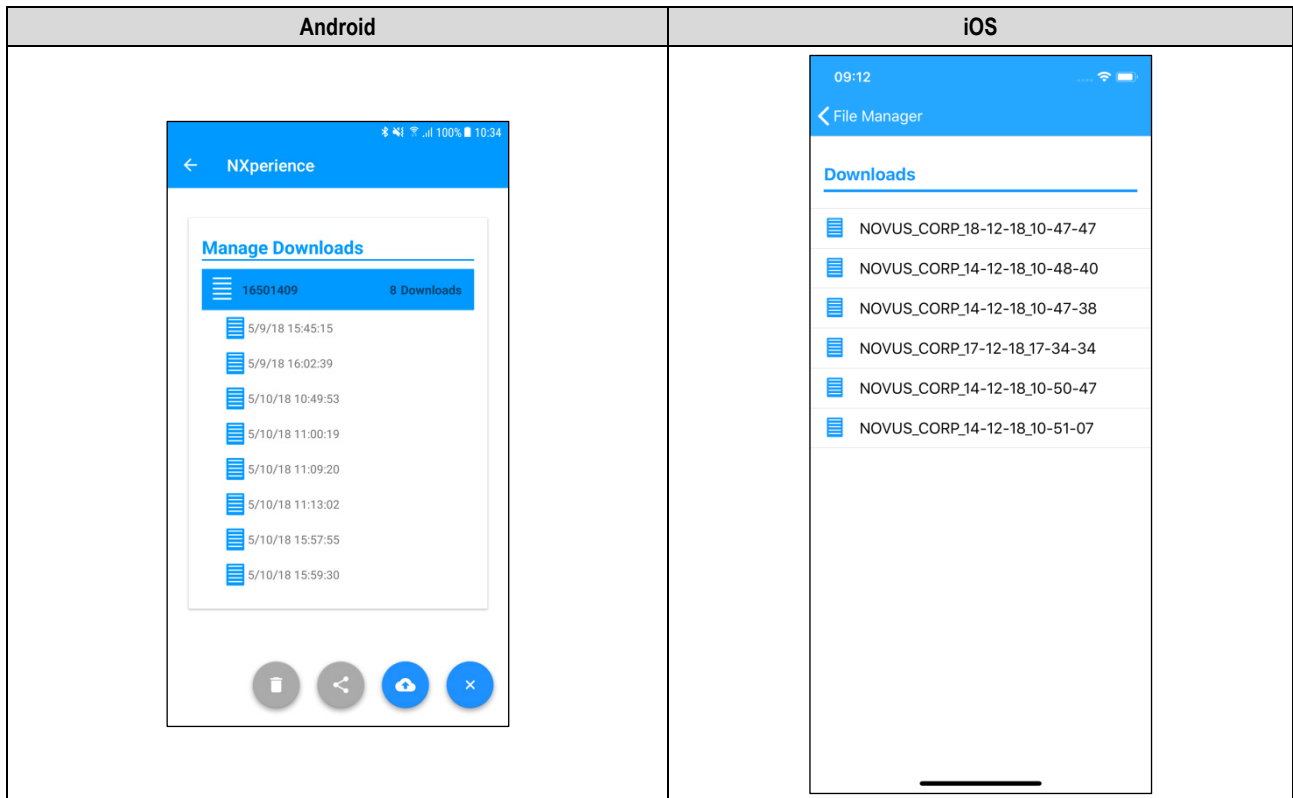 Android
iOS
100% 10:34
NXperience
Manage Downloads
16501409 8 Downloads
5/9/18 15:45:15
5/9/18 16:02:39
5/10/18 10:49:53
5/10/18 11:00:19
5/10/18 11:09:20
5/10/18 11:13:02
5/10/18 15:57:55
5/10/18 15:59:30
09:12
File Manager
Downloads
NOVUS_CORP_18-12-18_10-47-47
NOVUS_CORP_14-12-18_10-48-40
NOVUS_CORP_14-12-18_10-47-38
NOVUS_CORP_17-12-18_17-34-34
NOVUS_CORP_14-12-18_10-50-47
NOVUS_CORP_14-12-18_10-51-07